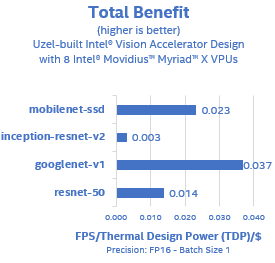 Total Benefit
(higher is better)
Uzel-built Intel® Vision Accelerator Design
with 8 Intel® Movidius™ Myriad™ X VPUs
mobilenet-ssd 0.023
inception-resnet-v2 0.003
googlenet-v1 0.037
resnet-50 0.014
0.000 0.010 0.020 0.030 0.040
FPS/Thermal Design Power (TDP)/$
Precision: FP16 - Batch Size 1